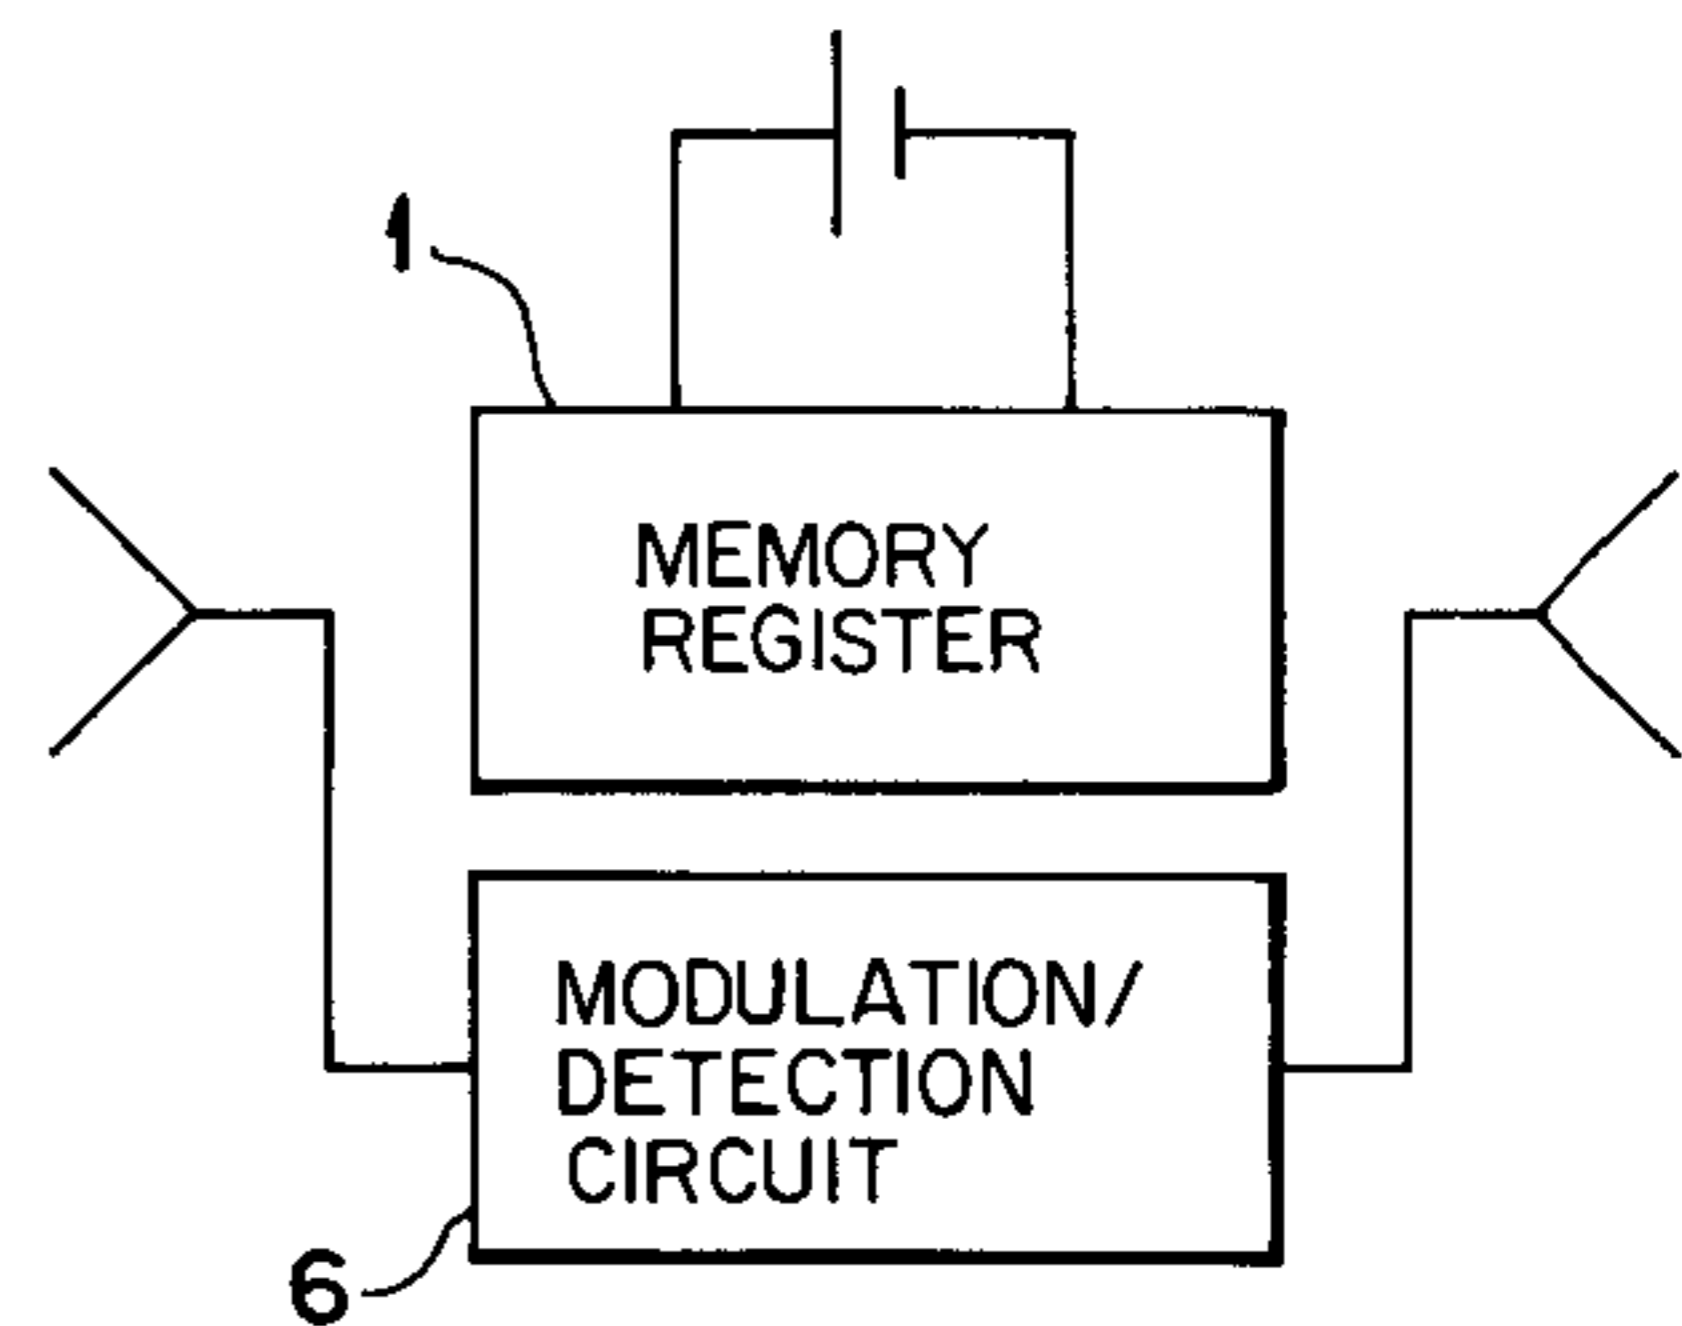 1
MEMORY
REGISTER
MODULATION/
DETECTION
CIRCUIT
6